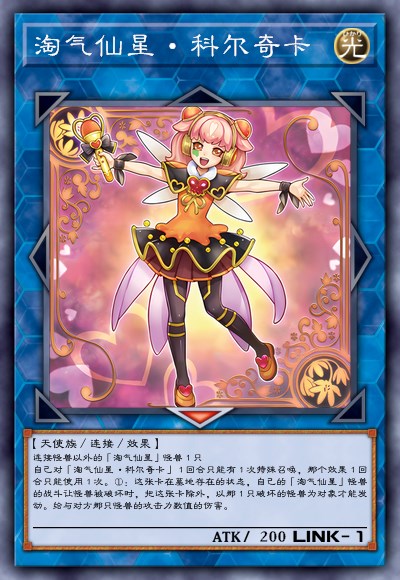 淘气仙星・科尔奇卡
光
【天使族／连接／效果】
连接怪兽以外的「淘气仙星」怪兽1只
自己对「淘气仙星・科尔奇卡」1回合只能有1次特殊召唤，那个效果1回
合只能使用1次。①：这张卡在墓地存在的状态，自己的「淘气仙星」怪兽
的战斗让怪兽被破坏时，把这张卡除外，以那1只破坏的怪兽为对象才能发
动。给与对方那只怪兽的攻击力数值的伤害。
ATK/ 200 LINK-1